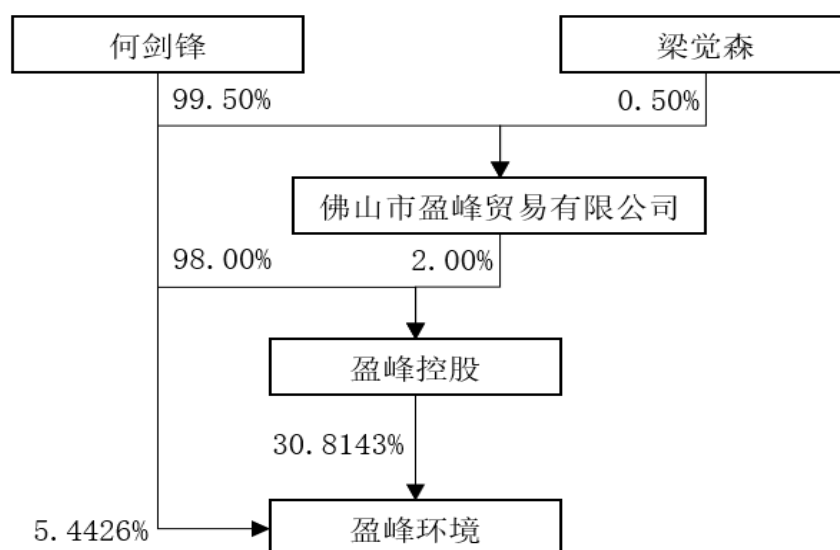 何剑锋
梁觉森
99.50%
0.50%
佛山市盈峰贸易有限公司
98.00%
2.00%
盈峰控股
30.8143%
5.4426%
盈峰环境